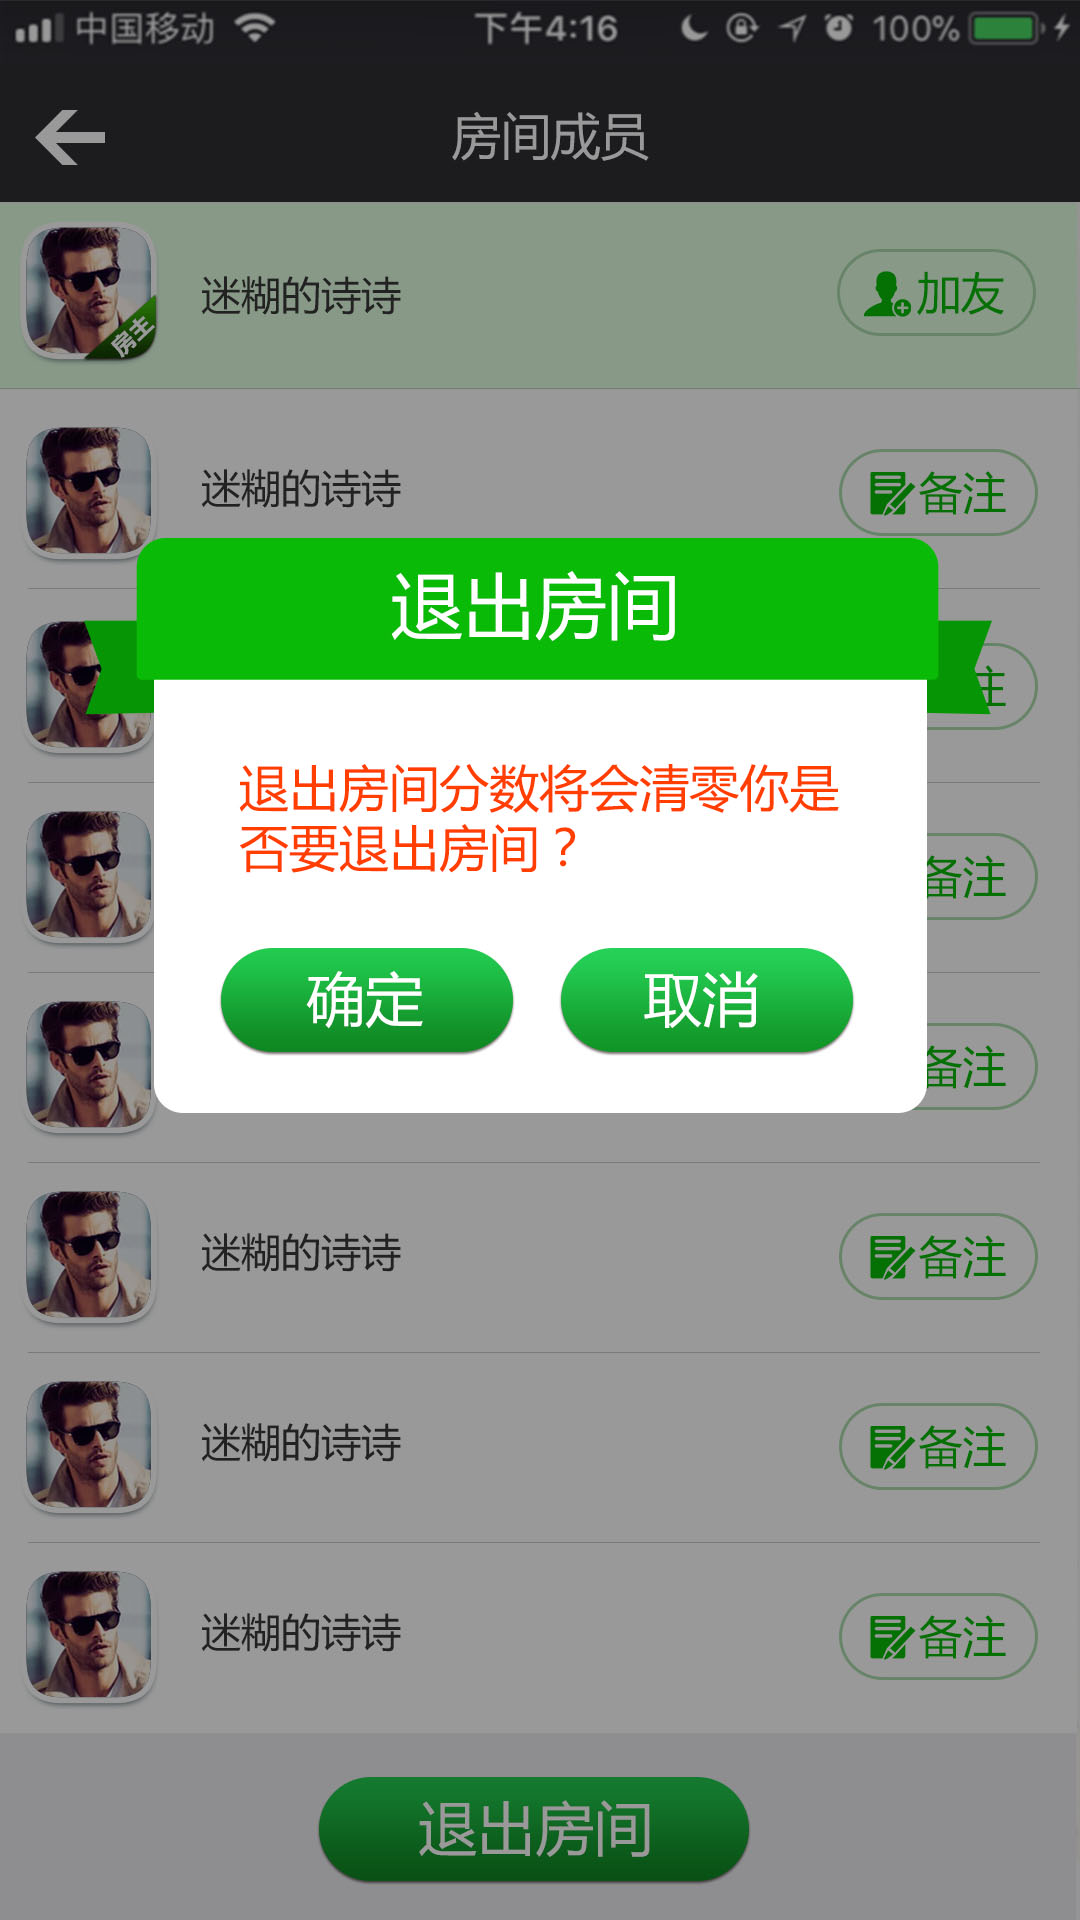 中国移动 下午4:16 100%
房间成员
迷糊的诗诗 加友
房主
迷糊的诗诗 备注
退出房间
注
退出房间分数将会清零你是
否要退出房间？
备注
确定 取消
备注
迷糊的诗诗 备注
迷糊的诗诗 备注
迷糊的诗诗 备注
退出房间